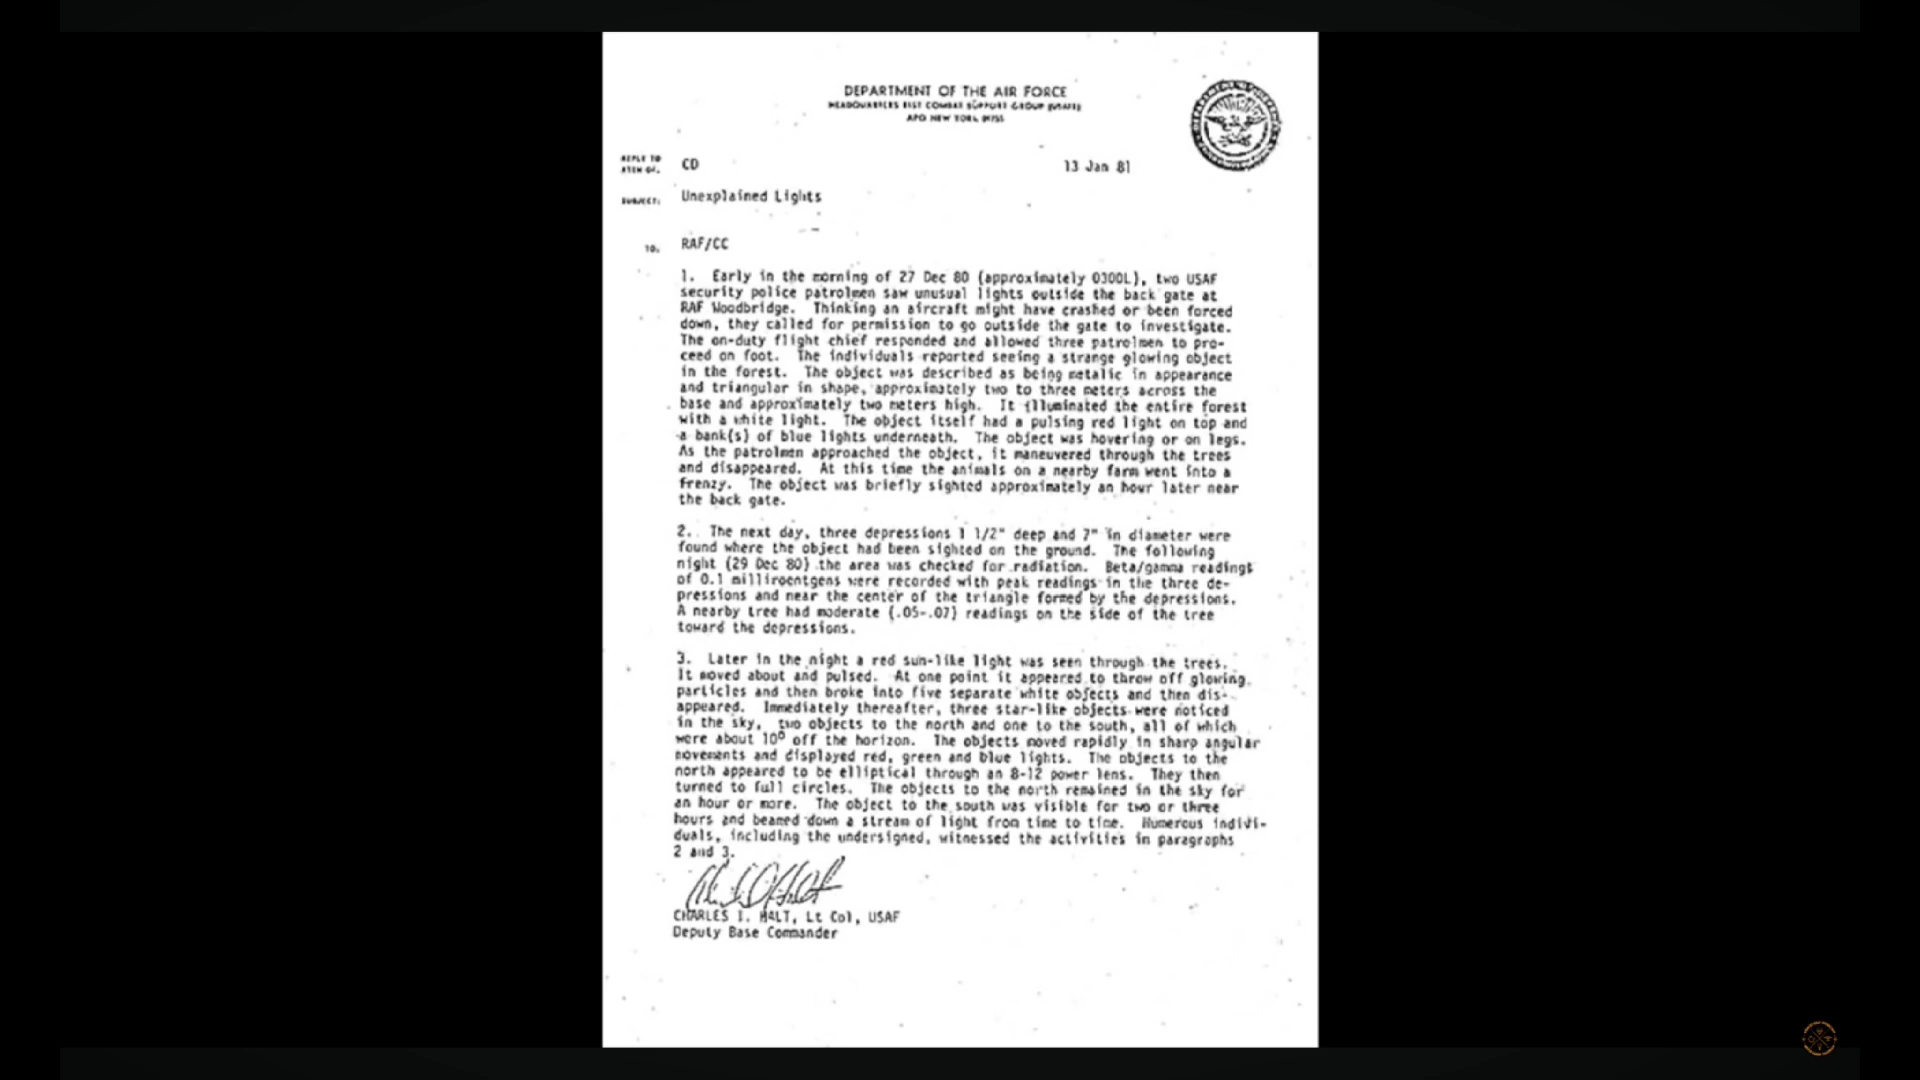 DEPARTMENT OF THE AIR FORCE
HEADQUARTERS 81ST COMBAT SUPPORT GROUP (USAFE)
APO NEW YORK 09755
REPLY TO
ATTN OF: CD
13 Jan 81
SUBJECT: Unexplained Lights
TO: RAF/CC
1. Early in the morning of 27 Dec 80 (approximately 0300L), two USAF
security police patrolmen saw unusual lights outside the back gate at
RAF Woodbridge. Thinking an aircraft might have crashed or been forced
down, they called for permission to go outside the gate to investigate.
The on-duty flight chief responded and allowed three patrolmen to pro-
ceed on foot. The individuals reported seeing a strange glowing object
in the forest. The object was described as being metalic in appearance
and triangular in shape, approximately two to three meters across the
base and approximately two meters high. It illuminated the entire forest
with a white light. The object itself had a pulsing red light on top and
a bank(s) of blue lights underneath. The object was hovering or on legs.
As the patrolmen approached the object, it maneuvered through the trees
and disappeared. At this time the animals on a nearby farm went into a
frenzy. The object was briefly sighted approximately an hour later near
the back gate.
2. The next day, three depressions 1 1/2" deep and 7" in diameter were
found where the object had been sighted on the ground. The following
night (29 Dec 80) the area was checked for radiation. Beta/gamma readings
of 0.1 milliroentgens were recorded with peak readings in the three de-
pressions and near the center of the triangle formed by the depressions.
A nearby tree had moderate (.05-.07) readings on the side of the tree
toward the depressions.
3. Later in the night a red sun-like light was seen through the trees.
It moved about and pulsed. At one point it appeared to throw off glowing
particles and then broke into five separate white objects and then dis-
appeared. Immediately thereafter, three star-like objects were noticed
in the sky, two objects to the north and one to the south, all of which
were about 10° off the horizon. The objects moved rapidly in sharp angular
movements and displayed red, green and blue lights. The objects to the
north appeared to be elliptical through an 8-12 power lens. They then
turned to full circles. The objects to the north remained in the sky for
an hour or more. The object to the south was visible for two or three
hours and beamed down a stream of light from time to time. Numerous indivi-
duals, including the undersigned, witnessed the activities in paragraphs
2 and 3.
CHARLES I. HALT, Lt Col, USAF
Deputy Base Commander